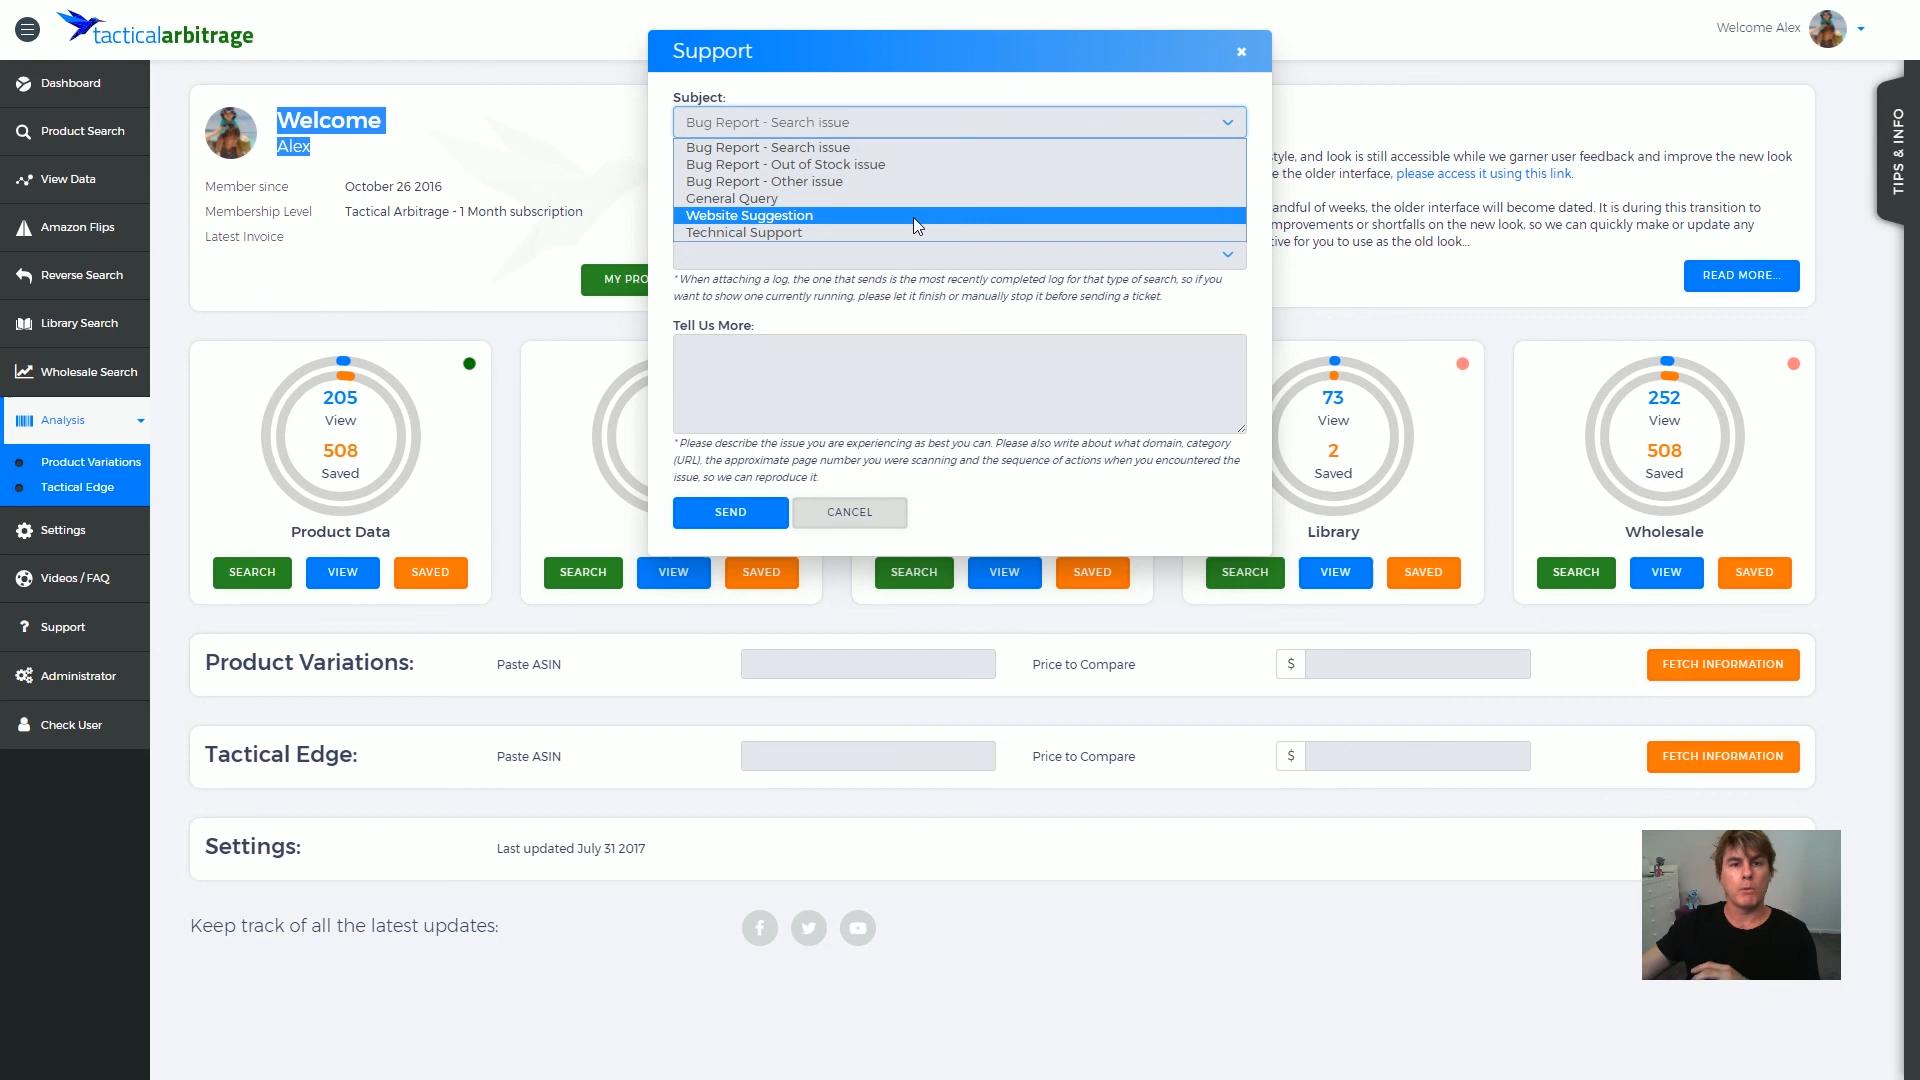 tacticalarbitrage
Welcome Alex
Dashboard
Product Search
View Data
Amazon Flips
Reverse Search
Library Search
Wholesale Search
Analysis
Product Variations
Tactical Edge
Settings
Videos / FAQ
Support
Administrator
Check User
Welcome
Alex
Member since October 26 2016
Membership Level Tactical Arbitrage - 1 Month subscription
Latest Invoice
MY PRO
Support
Subject:
Bug Report - Search issue
Bug Report - Search issue
Bug Report - Out of Stock issue
Bug Report - Other issue
General Query
Website Suggestion
Technical Support
* When attaching a log, the one that sends is the most recently completed log for that type of search, so if you
want to show one currently running, please let it finish or manually stop it before sending a ticket.
Tell Us More:
* Please describe the issue you are experiencing as best you can. Please also write about what domain, category
(URL), the approximate page number you were scanning and the sequence of actions when you encountered the
issue, so we can reproduce it.
SEND CANCEL
tyle, and look is still accessible while we garner user feedback and improve the new look
e the older interface, please access it using this link.
andful of weeks, the older interface will become dated. It is during this transition to
mprovements or shortfalls on the new look, so we can quickly make or update any
ive for you to use as the old look...
READ MORE...
TIPS & INFO
205
View
508
Saved
Product Data
SEARCH VIEW SAVED
SEARCH VIEW SAVED
SEARCH VIEW SAVED
73
View
2
Saved
Library
SEARCH VIEW SAVED
252
View
508
Saved
Wholesale
SEARCH VIEW SAVED
Product Variations: Paste ASIN Price to Compare $ FETCH INFORMATION
Tactical Edge: Paste ASIN Price to Compare $ FETCH INFORMATION
Settings: Last updated July 31 2017
Keep track of all the latest updates: